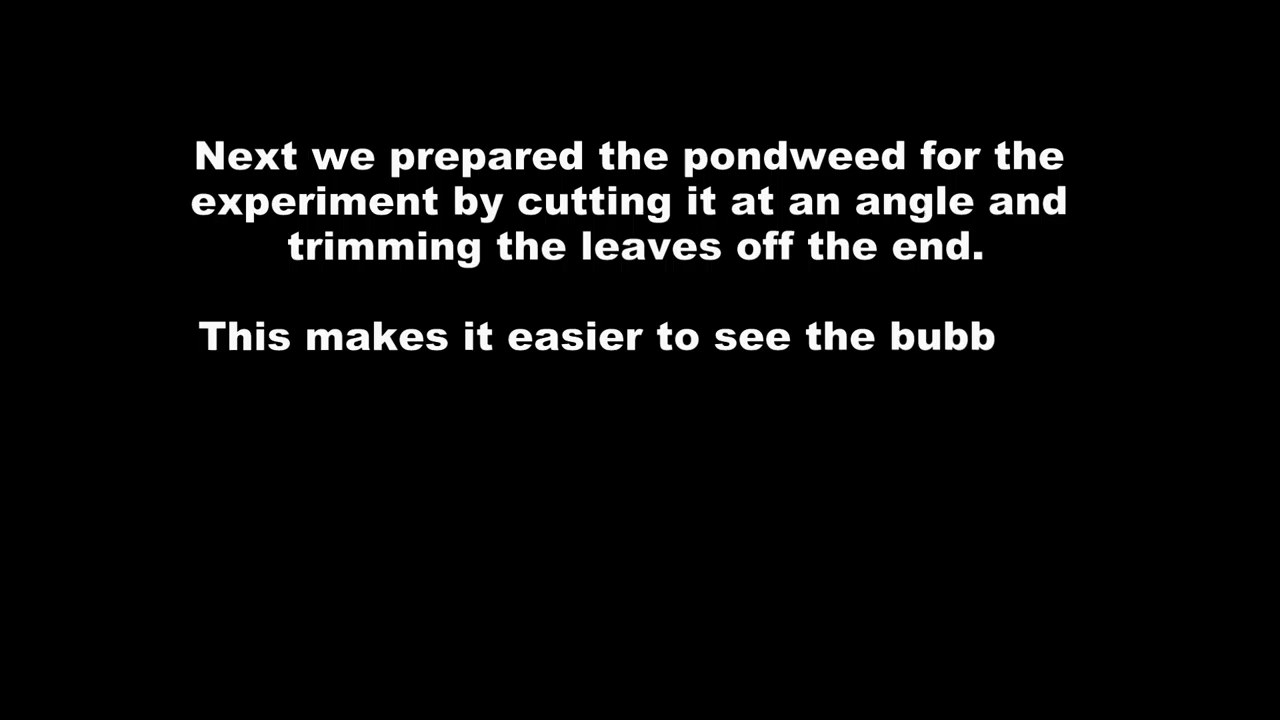 Next we prepared the pondweed for the
experiment by cutting it at an angle and
trimming the leaves off the end.
This makes it easier to see the bubb